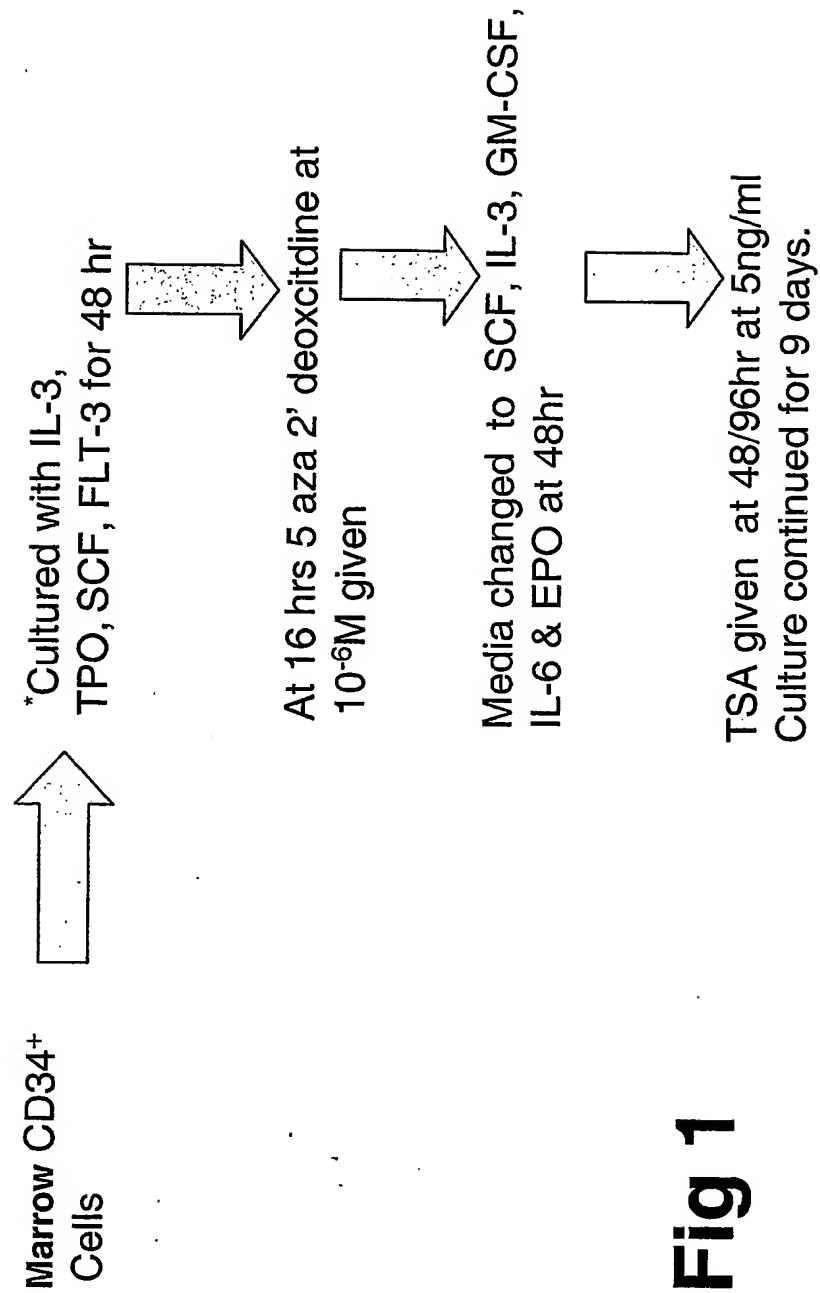 Marrow CD34+
Cells
*Cultured with IL-3,
TPO, SCF, FLT-3 for 48 hr
At 16 hrs 5 aza 2' deoxcitdine at
10-6M given
Media changed to SCF, IL-3, GM-CSF,
IL-6 & EPO at 48hr
TSA given at 48/96hr at 5ng/ml
Culture continued for 9 days.
Fig 1